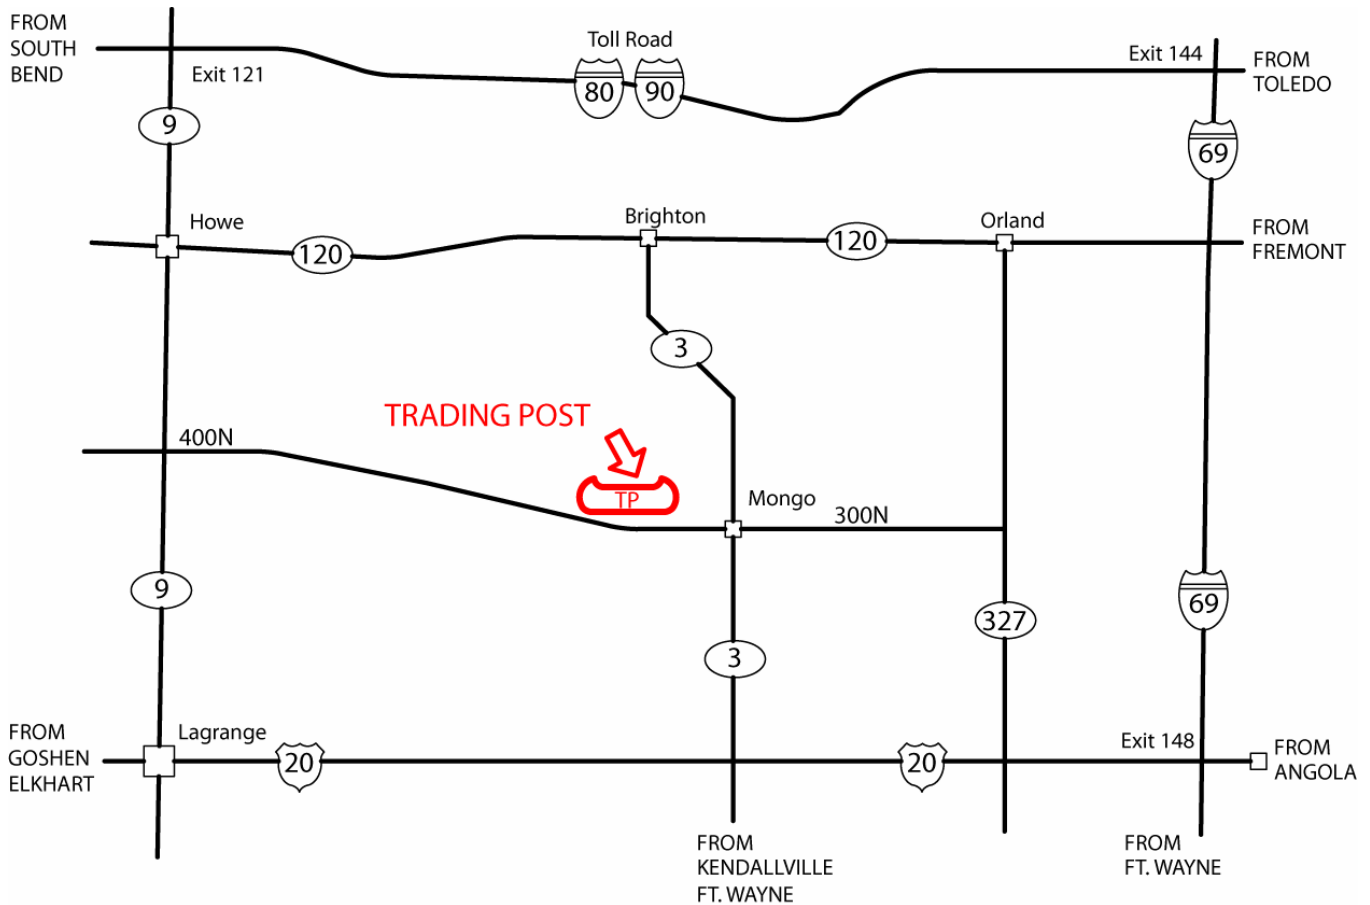 FROM
SOUTH
BEND
Exit 121
Toll Road
80
90
Exit 144
FROM
TOLEDO
9
69
Howe
120
Brighton
120
Orland
FROM
FREMONT
3
TRADING POST
400N
TP
Mongo
300N
9
69
327
3
FROM
GOSHEN
ELKHART
Lagrange
20
20
Exit 148
FROM
ANGOLA
FROM
KENDALLVILLE
FT. WAYNE
FROM
FT. WAYNE